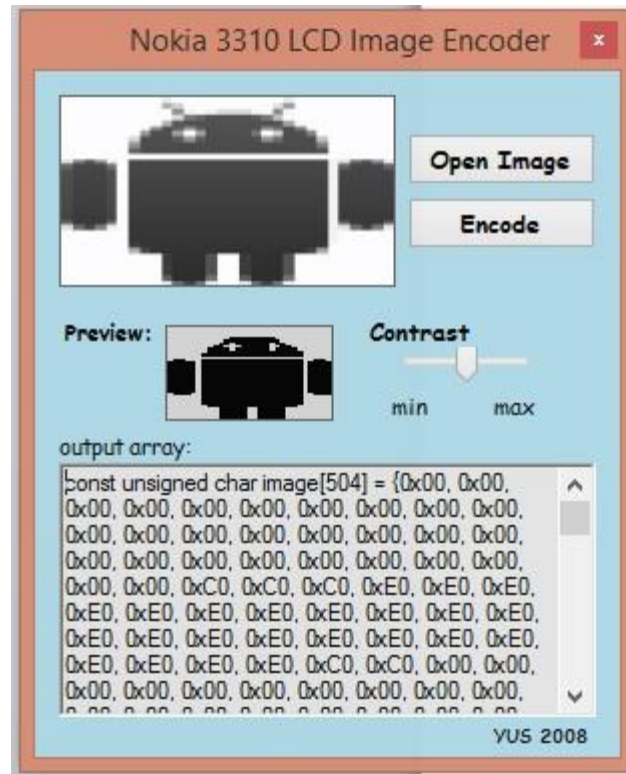 Nokia 3310 LCD Image Encoder
x
Open Image
Encode
Preview:
Contrast
min max
output array:
const unsigned char image[504] = {0x00, 0x00,
0x00, 0x00, 0x00, 0x00, 0x00, 0x00, 0x00, 0x00,
0x00, 0x00, 0x00, 0x00, 0x00, 0x00, 0x00, 0x00,
0x00, 0x00, 0x00, 0x00, 0x00, 0x00, 0x00, 0x00,
0x00, 0x00, 0xC0, 0xC0, 0xC0, 0xE0, 0xE0, 0xE0,
0xE0, 0xE0, 0xE0, 0xE0, 0xE0, 0xE0, 0xE0, 0xE0,
0xE0, 0xE0, 0xE0, 0xE0, 0xE0, 0xE0, 0xE0, 0xE0,
0xE0, 0xE0, 0xE0, 0xE0, 0xC0, 0xC0, 0x00, 0x00,
0x00, 0x00, 0x00, 0x00, 0x00, 0x00, 0x00, 0x00,
YUS 2008